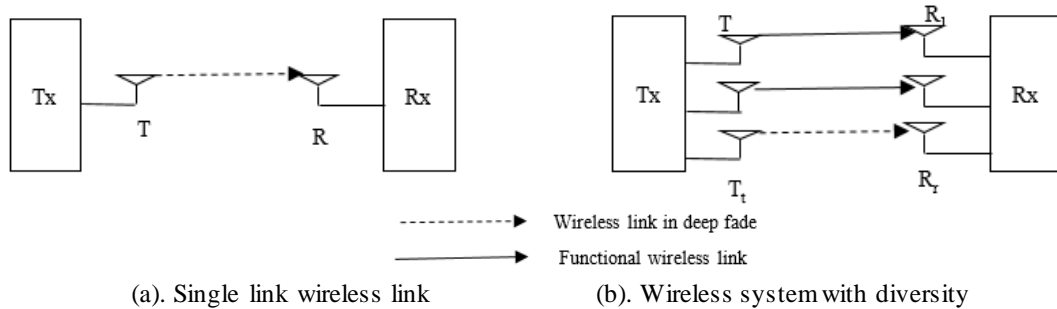 Tx
T
R
Rx
T
R1
Tx
Rx
Tt
Rr
Wireless link in deep fade
Functional wireless link
(a). Single link wireless link
(b). Wireless system with diversity